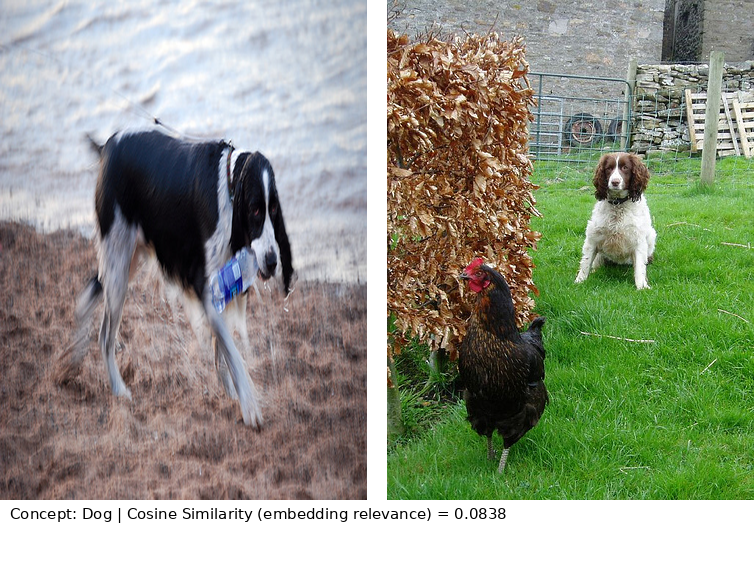 Concept: Dog | Cosine Similarity (embedding relevance) = 0.0838